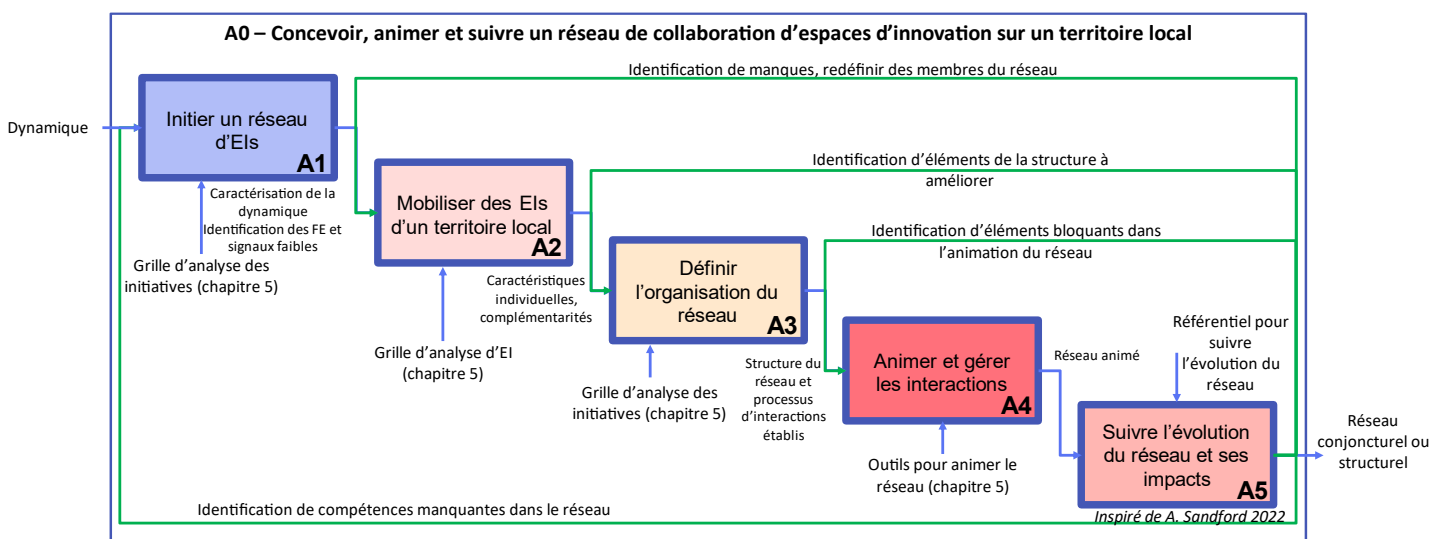 A0 – Concevoir, animer et suivre un réseau de collaboration d'espaces d'innovation sur un territoire local
Identification de manques, redéfinir des membres du réseau
Dynamique
Initier un réseau
d'EIs
A1
Caractérisation de la
dynamique
Identification des FE et
signaux faibles
Grille d'analyse des
initiatives (chapitre 5)
Identification d'éléments de la structure à
améliorer
Mobiliser des EIs
d'un territoire local
A2
Caractéristiques
individuelles,
complémentarités
Grille d'analyse d'EI
(chapitre 5)
Identification d'éléments bloquants dans
l'animation du réseau
Définir
l'organisation du
réseau
A3
Structure du
réseau et
processus
d'interactions
établis
Grille d'analyse des
initiatives (chapitre 5)
Animer et gérer
les interactions
A4
Réseau animé
Outils pour animer le
réseau (chapitre 5)
Référentiel pour
suivre
l'évolution du
réseau
Suivre l'évolution
du réseau et ses
impacts
A5
Réseau
conjoncturel ou
structurel
Identification de compétences manquantes dans le réseau
Inspiré de A. Sandford 2022